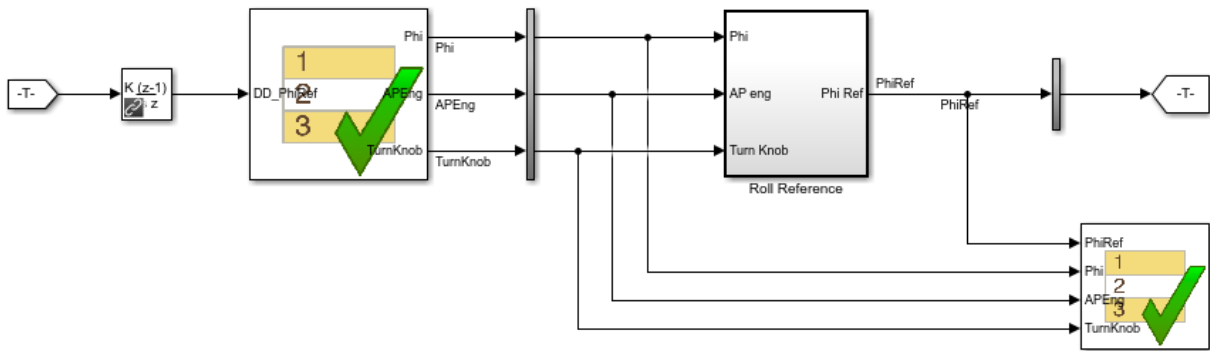 -T-
K (z-1)
z
DD_PhiRef
1
2
3
Phi
APEng
TurnKnob
Phi
APEng
TurnKnob
Phi
AP eng
Turn Knob
Phi Ref
Roll Reference
PhiRef
PhiRef
-T-
PhiRef
Phi
APEng
TurnKnob
1
2
3